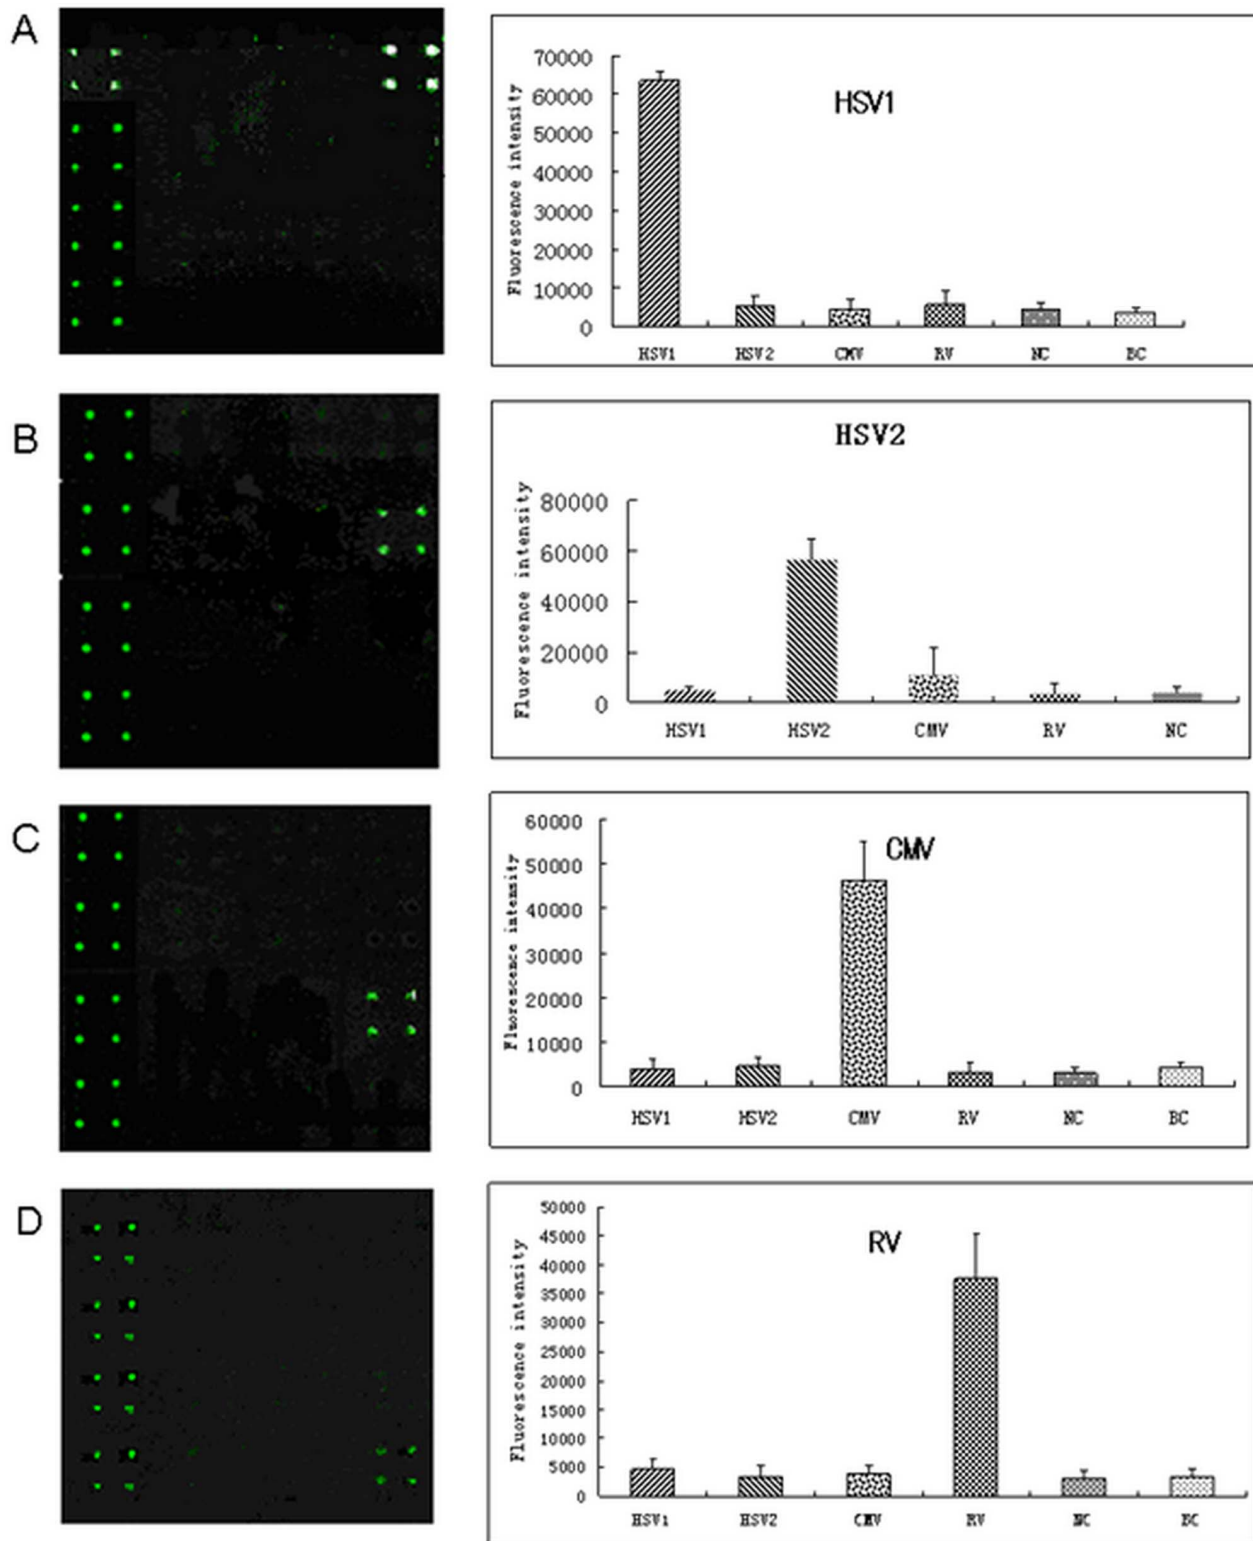 A
HSV1
Fluorescence intensity
70000
60000
50000
40000
30000
20000
10000
0
HSV1 HSV2 CMV RV NC BC
B
HSV2
Fluorescence intensity
80000
60000
40000
20000
0
HSV1 HSV2 CMV RV NC
C
CMV
Fluorescence intensity
60000
50000
40000
30000
20000
10000
0
HSV1 HSV2 CMV RV NC BC
D
RV
Fluorescence intensity
50000
45000
40000
35000
30000
25000
20000
15000
10000
5000
0
HSV1 HSV2 CMV RV NC BC